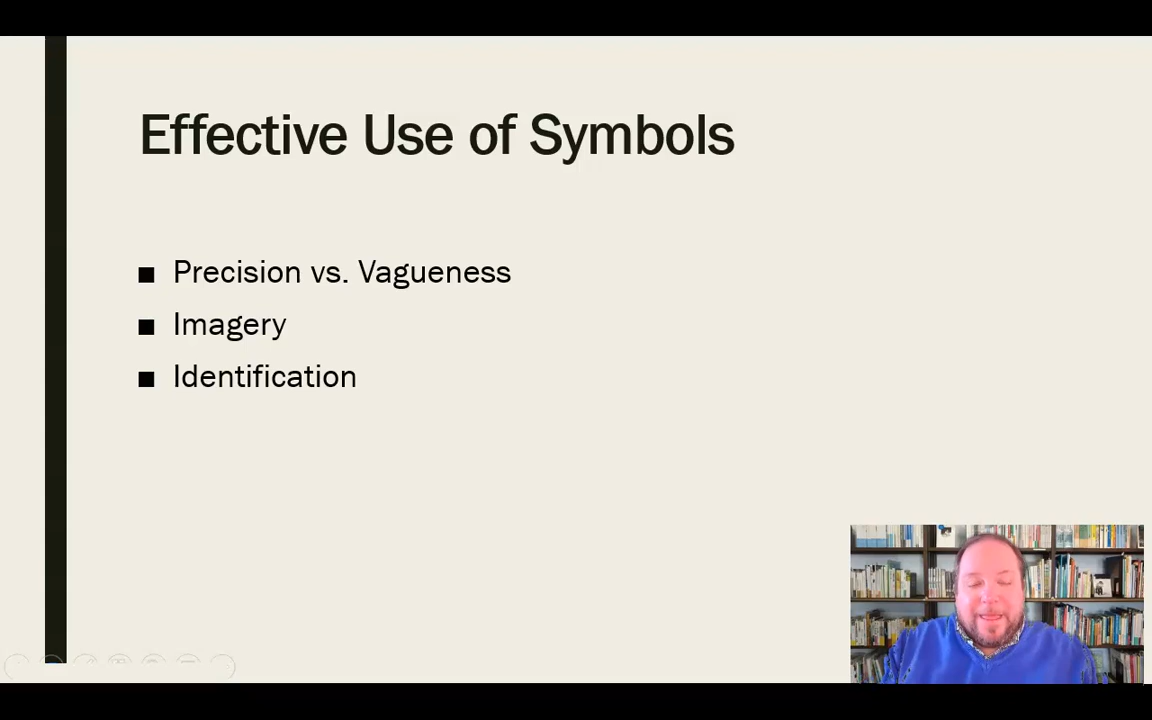 Effective Use of Symbols
■ Precision vs. Vagueness
■ Imagery
■ Identification